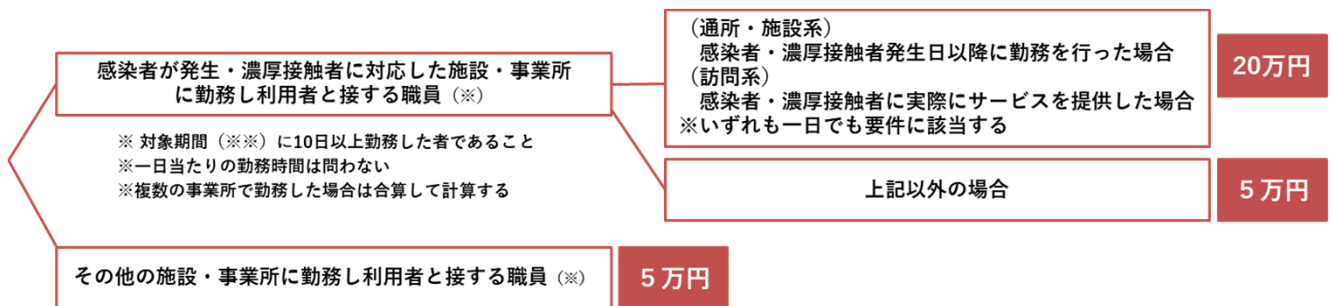 感染者が発生・濃厚接触者に対応した施設・事業所
に勤務し利用者と接する職員（※）
※ 対象期間（※※）に10日以上勤務した者であること
※一日当たりの勤務時間は問わない
※複数の事業所で勤務した場合は合算して計算する
（通所・施設系）
感染者・濃厚接触者発生日以降に勤務を行った場合
（訪問系）
感染者・濃厚接触者に実際にサービスを提供した場合
※いずれも一日でも要件に該当する
20万円
上記以外の場合
5万円
その他の施設・事業所に勤務し利用者と接する職員（※）
5万円